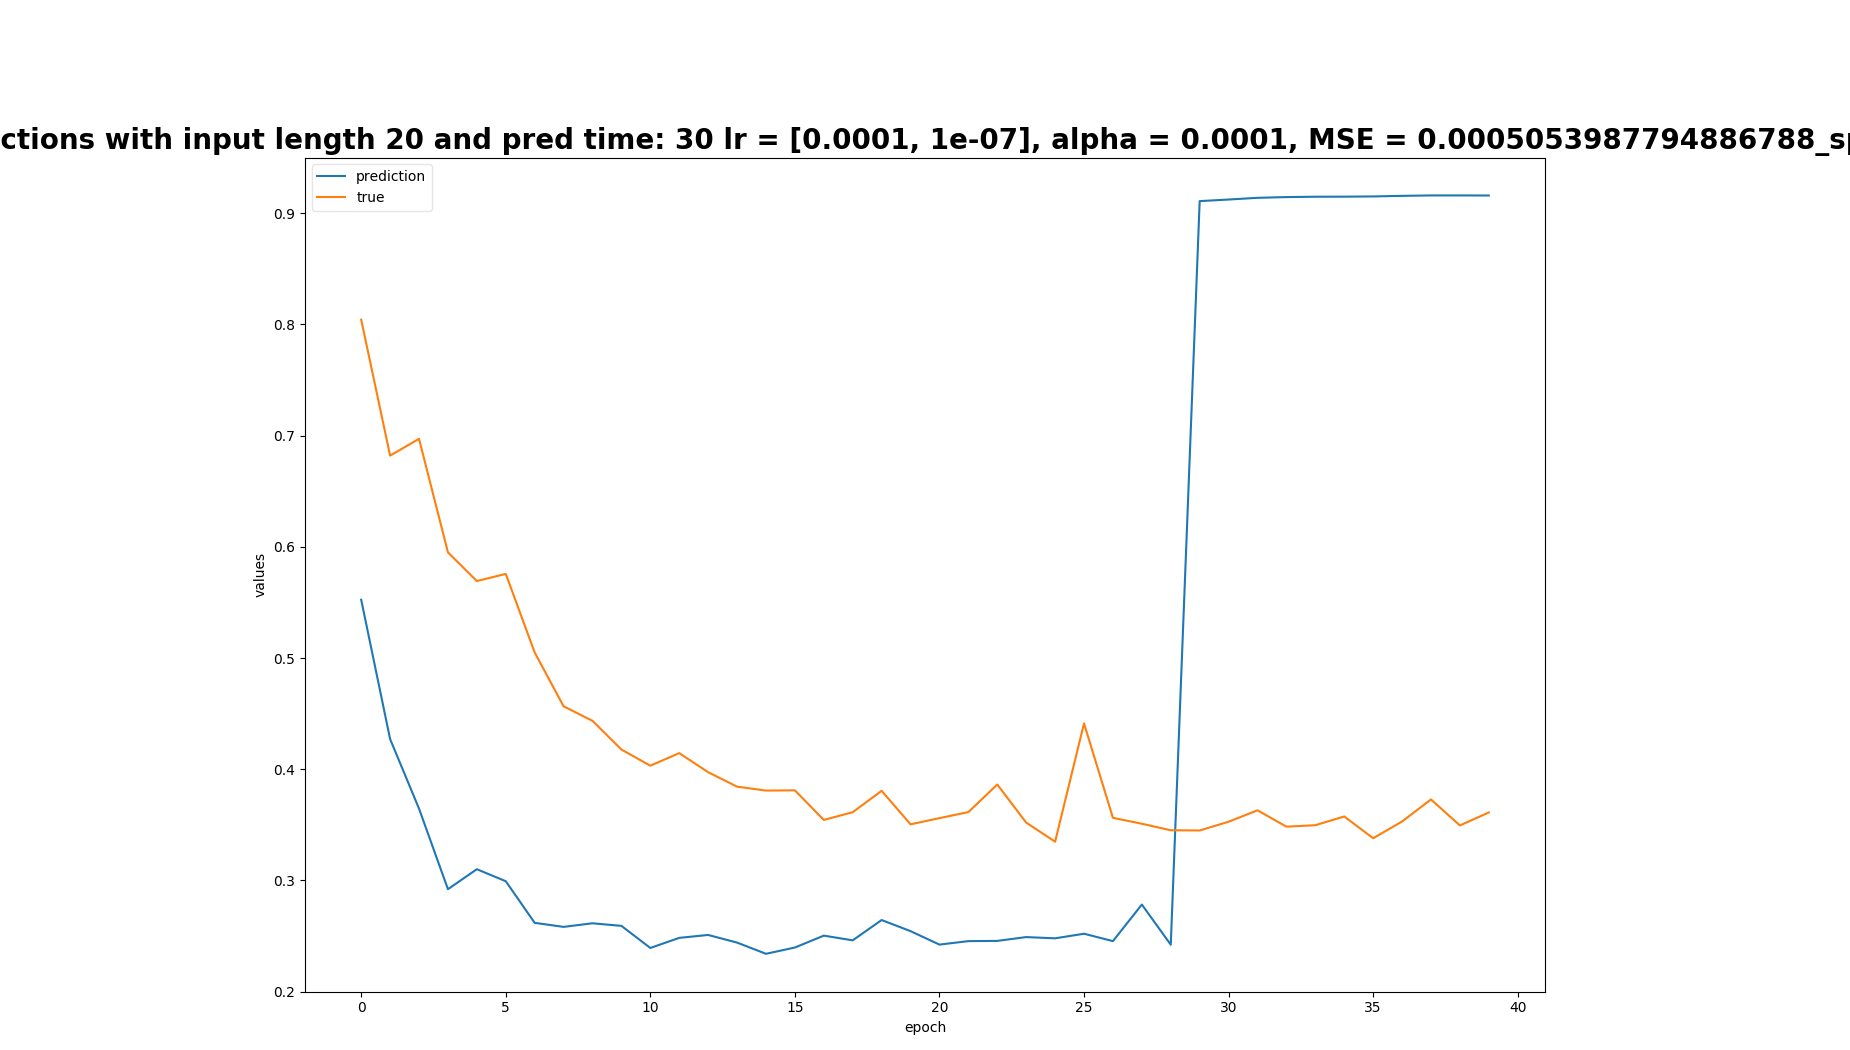 ctions with input length 20 and pred time: 30 lr = [0.0001, 1e-07], alpha = 0.0001, MSE = 0.0005053987794886788_sp
prediction
true
0.9
0.8
0.7
0.6
0.5
0.4
0.3
0.2
values
0 5 10 15 20 25 30 35 40
epoch